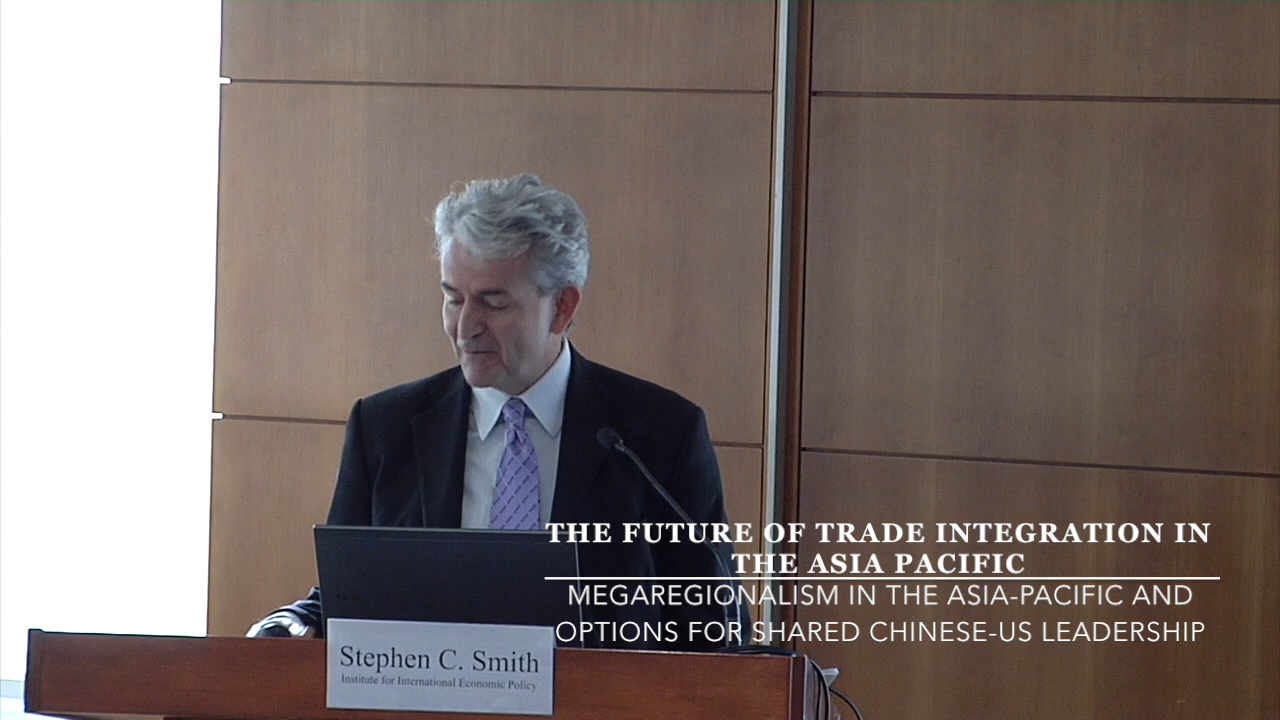 THE FUTURE OF TRADE INTEGRATION IN
THE ASIA PACIFIC
MEGAREGIONALISM IN THE ASIA-PACIFIC AND
OPTIONS FOR SHARED CHINESE-US LEADERSHIP
Stephen C. Smith
Institute for International Economic Policy